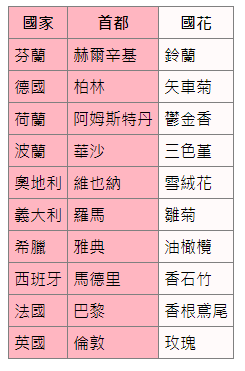 國家 首都 國花
芬蘭 赫爾辛基 鈴蘭
德國 柏林 矢車菊
荷蘭 阿姆斯特丹 鬱金香
波蘭 華沙 三色堇
奧地利 維也納 雪絨花
義大利 羅馬 雛菊
希臘 雅典 油橄欖
西班牙 馬德里 香石竹
法國 巴黎 香根鳶尾
英國 倫敦 玫瑰